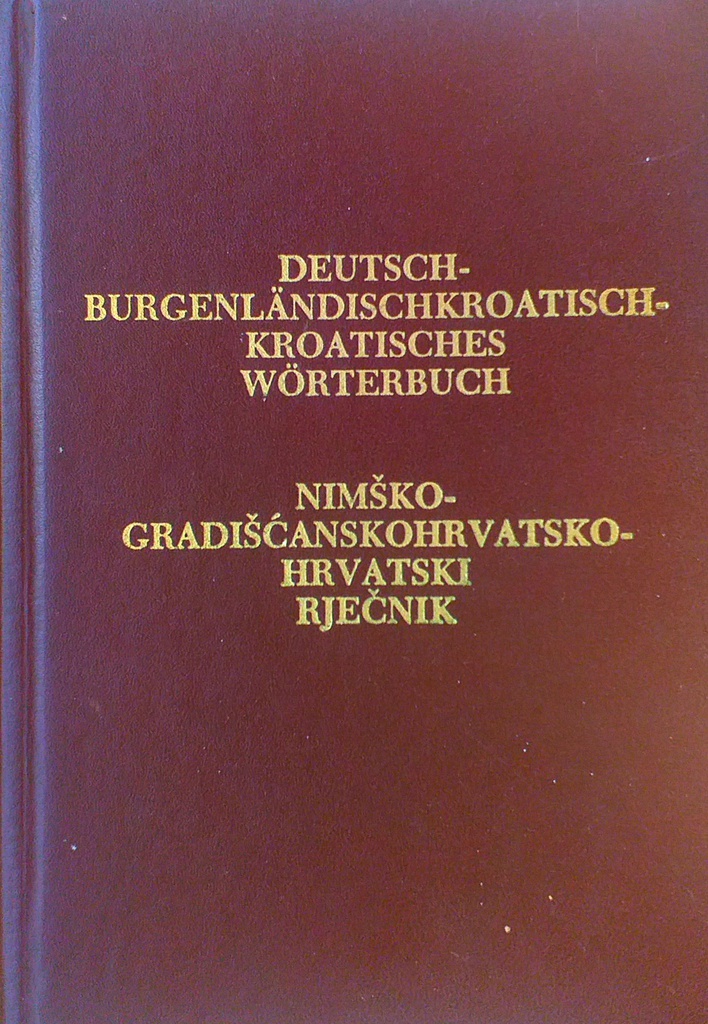 DEUTSCH-
BURGENLÄNDISCHKROATISCH-
KROATISCHES
WÖRTERBUCH
NIMŠKO-
GRADIŠĆANSKOHRVATSKO-
HRVATSKI
RJEČNIK